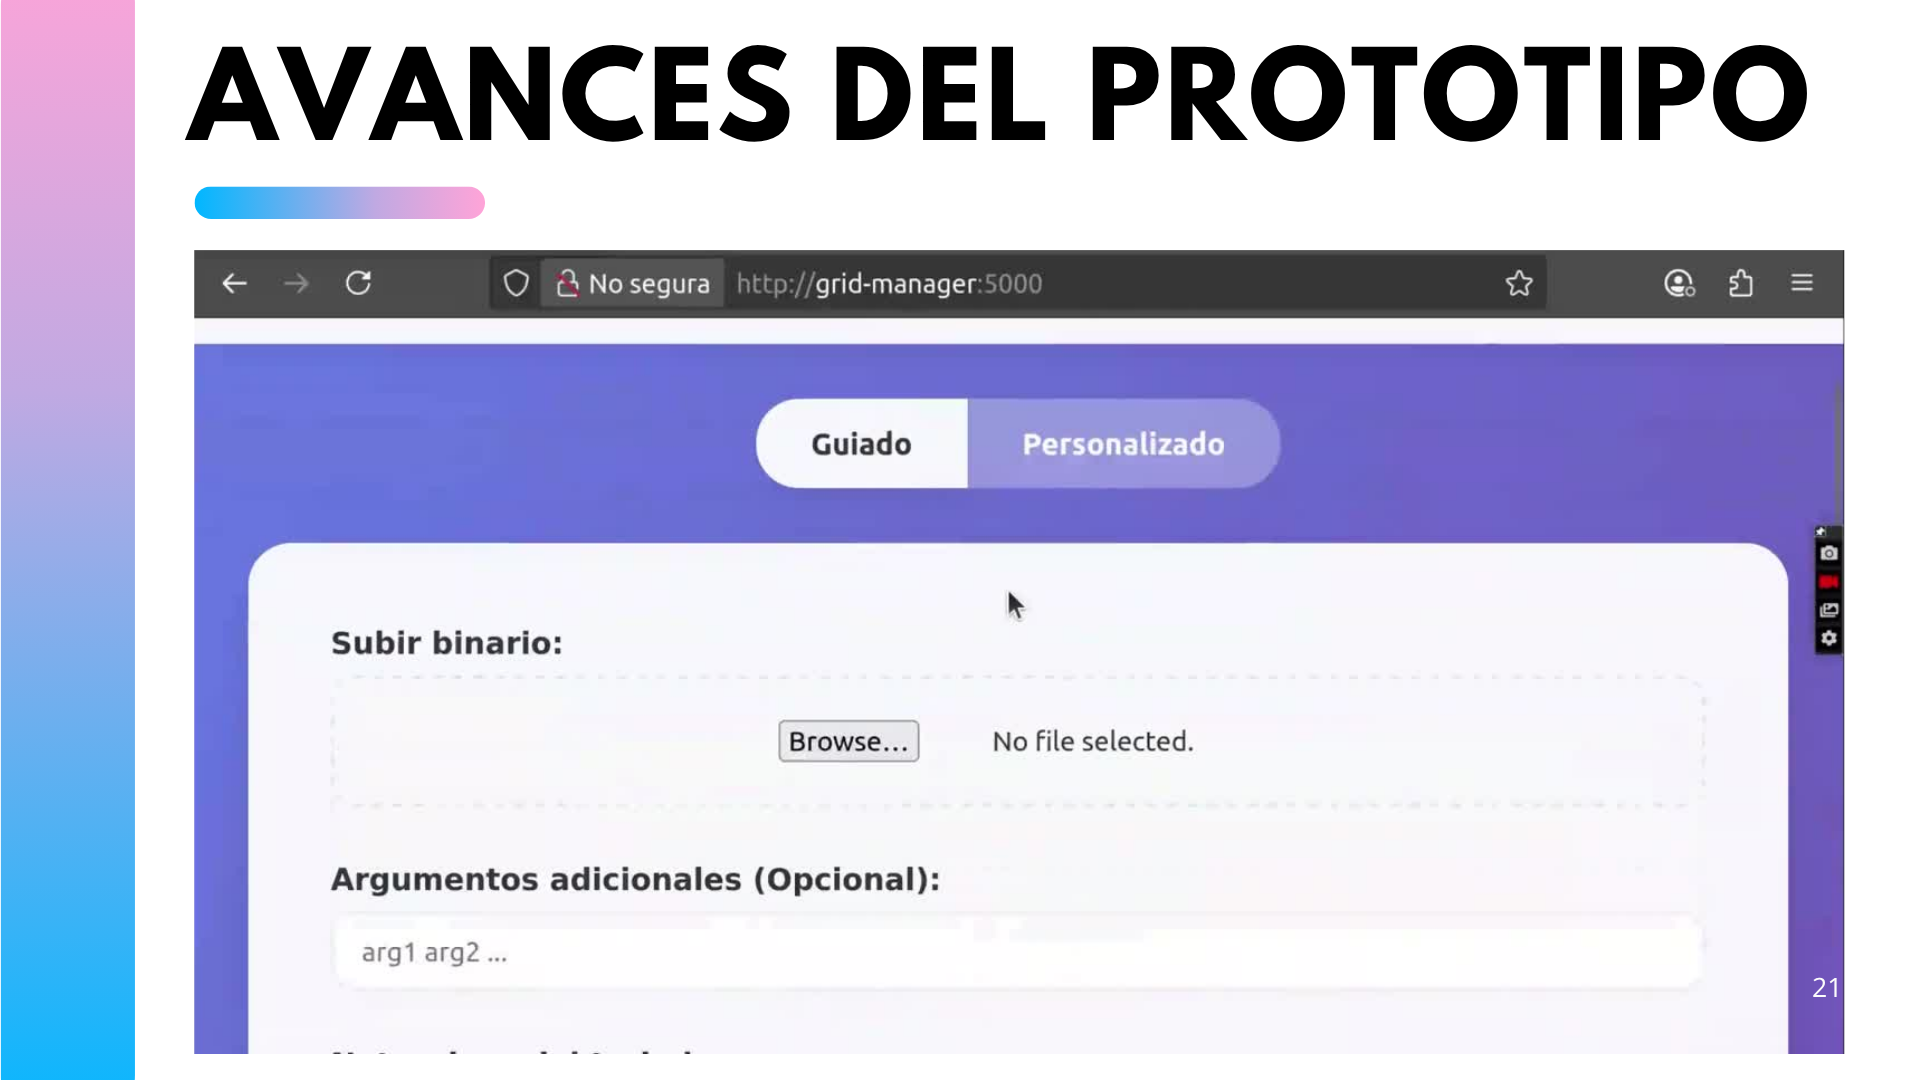 AVANCES DEL PROTOTIPO
No segura http://grid-manager:5000
Guiado Personalizado
Subir binario:
Browse... No file selected.
Argumentos adicionales (Opcional):
arg1 arg2 ...
21